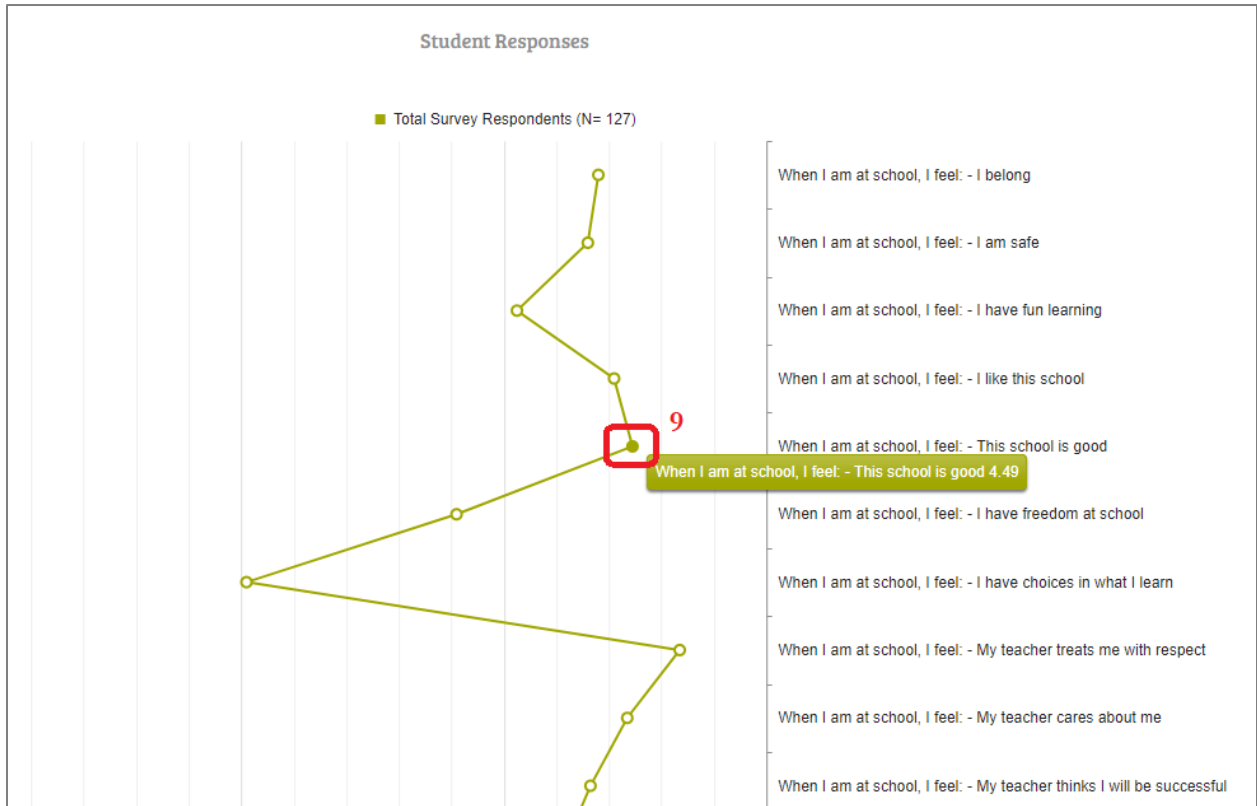 Student Responses
Total Survey Respondents (N= 127)
When I am at school, I feel: - I belong
When I am at school, I feel: - I am safe
When I am at school, I feel: - I have fun learning
When I am at school, I feel: - I like this school
9
When I am at school, I feel: - This school is good
When I am at school, I feel: - This school is good 4.49
When I am at school, I feel: - I have freedom at school
When I am at school, I feel: - I have choices in what I learn
When I am at school, I feel: - My teacher treats me with respect
When I am at school, I feel: - My teacher cares about me
When I am at school, I feel: - My teacher thinks I will be successful